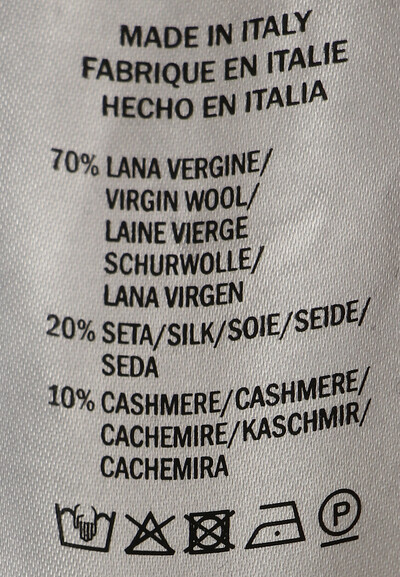 MADE IN ITALY
FABRIQUE EN ITALIE
HECHO EN ITALIA
70% LANA VERGINE/
VIRGIN WOOL/
LAINE VIERGE
SCHURWOLLE/
LANA VIRGEN
20% SETA/SILK/SOIE/SEIDE/
SEDA
10% CASHMERE/CASHMERE/
CACHEMIRE/KASCHMIR/
CACHEMIRA
P